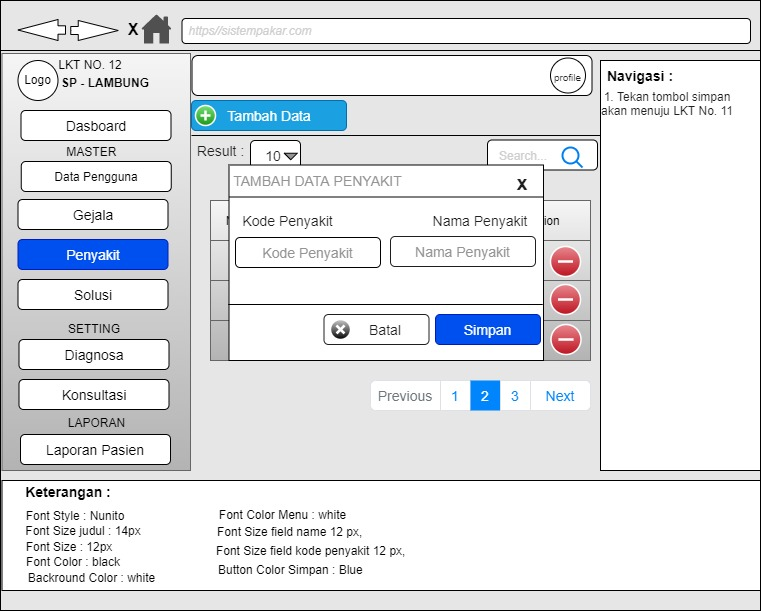 X
https//sistempakar.com
Logo
LKT NO. 12
SP - LAMBUNG
profile
Navigasi :
1. Tekan tombol simpan
akan menuju LKT No. 11
Dasboard
MASTER
Data Pengguna
Gejala
Penyakit
Solusi
SETTING
Diagnosa
Konsultasi
LAPORAN
Laporan Pasien
Tambah Data
Result :
10
Search...
TAMBAH DATA PENYAKIT
X
Kode Penyakit
Nama Penyakit
Kode Penyakit
Nama Penyakit
Batal
Simpan
Previous 1 2 3 Next
Keterangan :
Font Style : Nunito
Font Size judul : 14px
Font Size : 12px
Font Color : black
Backround Color : white
Font Color Menu : white
Font Size field name 12 px,
Font Size field kode penyakit 12 px,
Button Color Simpan : Blue